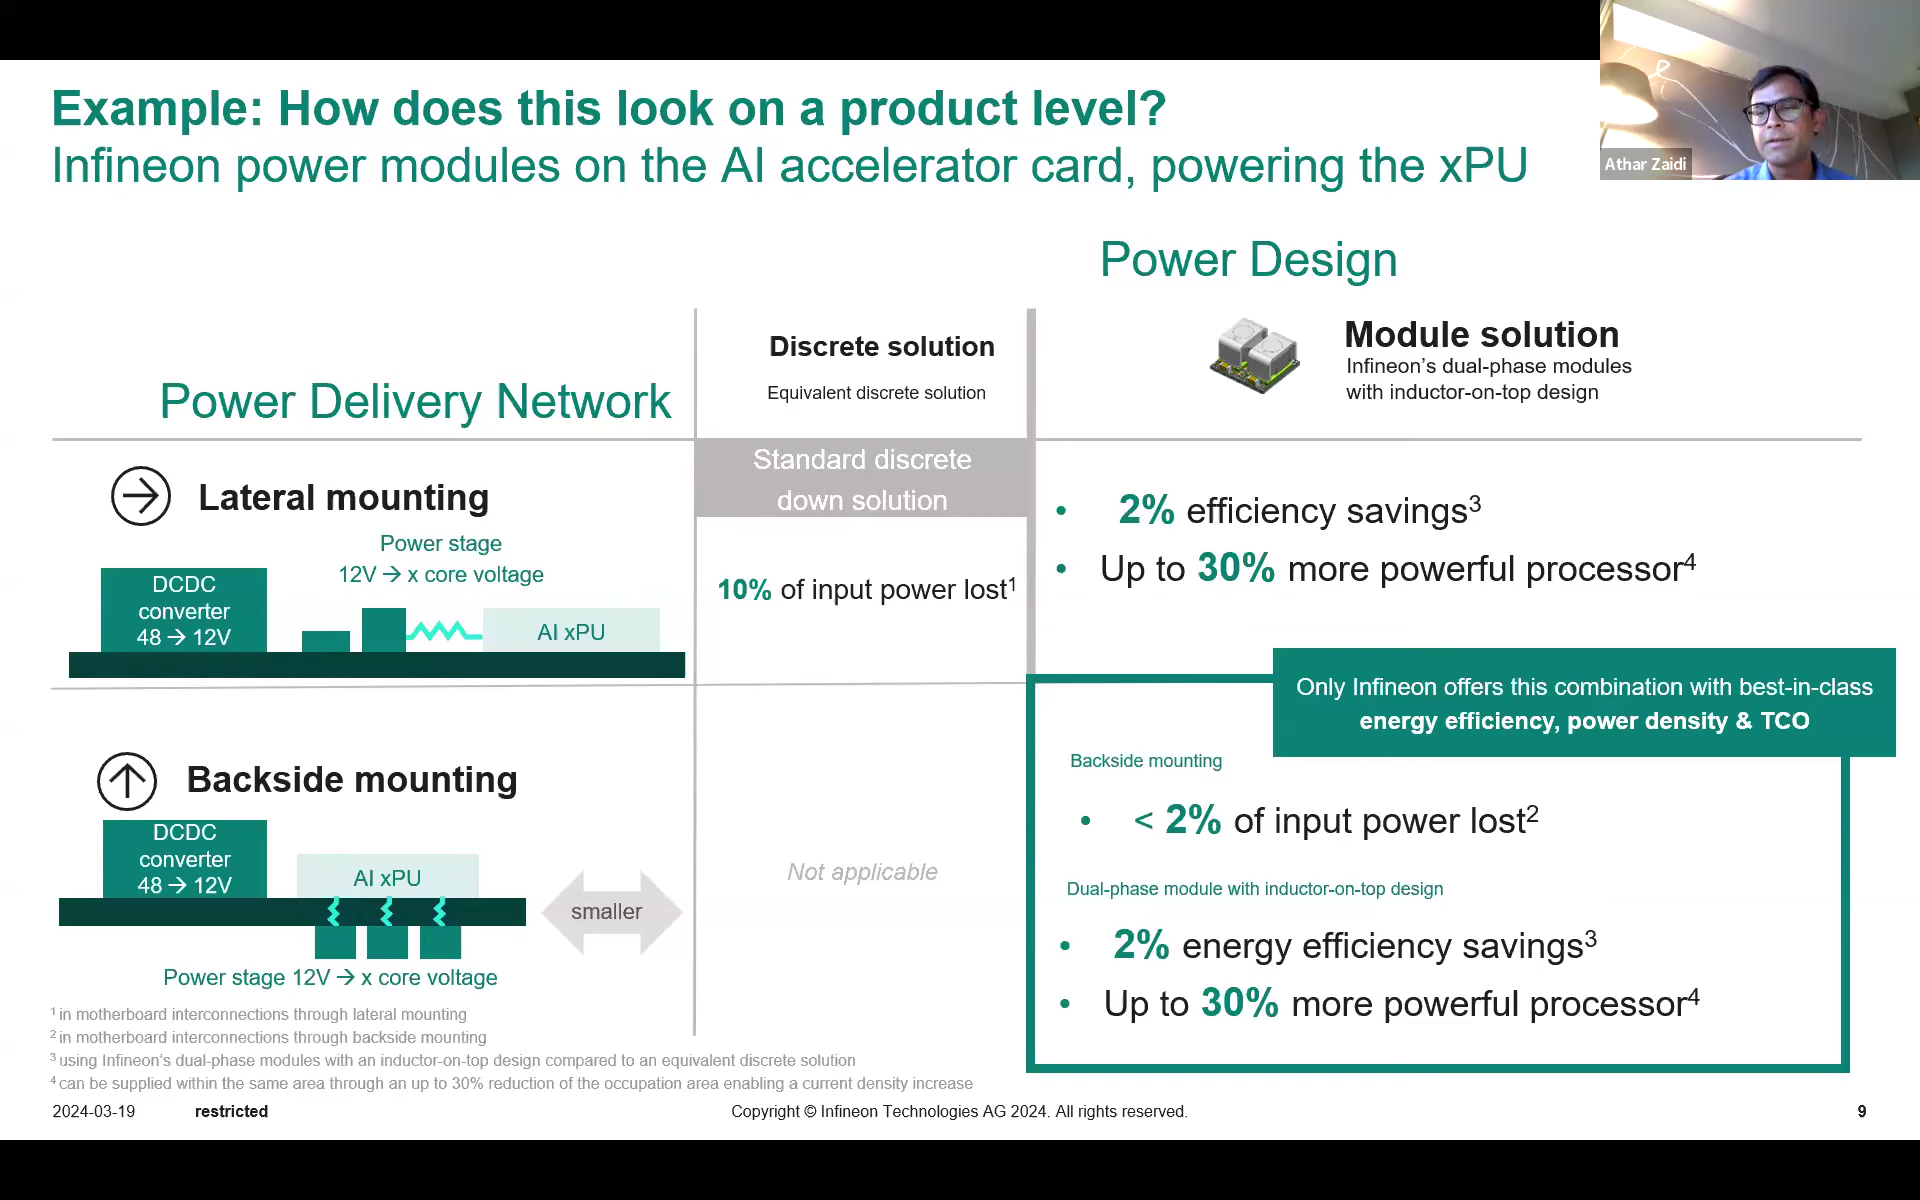 Example: How does this look on a product level?
Infineon power modules on the AI accelerator card, powering the xPU
Athar Zaidi
Power Design
Discrete solution
Equivalent discrete solution
Module solution
Infineon’s dual-phase modules
with inductor-on-top design
Power Delivery Network
Standard discrete
down solution
Lateral mounting
Power stage
12V → x core voltage
DCDC
converter
48 → 12V
AI xPU
10% of input power lost¹
• 2% efficiency savings³
• Up to 30% more powerful processor⁴
Only Infineon offers this combination with best-in-class
energy efficiency, power density & TCO
Backside mounting
DCDC
converter
48 → 12V
AI xPU
smaller
Power stage 12V → x core voltage
Not applicable
Backside mounting
• < 2% of input power lost²
Dual-phase module with inductor-on-top design
• 2% energy efficiency savings³
• Up to 30% more powerful processor⁴
¹ in motherboard interconnections through lateral mounting
² in motherboard interconnections through backside mounting
³ using Infineon’s dual-phase modules with an inductor-on-top design compared to an equivalent discrete solution
⁴ can be supplied within the same area through an up to 30% reduction of the occupation area enabling a current density increase
2024-03-19 restricted Copyright © Infineon Technologies AG 2024. All rights reserved. 9